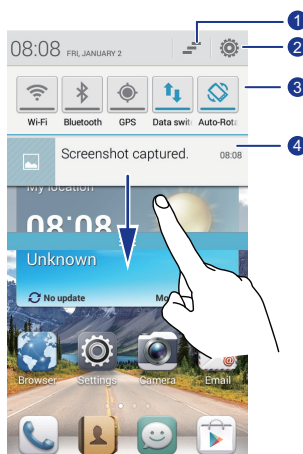 1
08:08 FRI, JANUARY 2
2
3
Wi-Fi Bluetooth GPS Data swit Auto-Rota
Screenshot captured. 08:08
4
My location
08:08
Unknown
No update Mo
Browser Settings Camera Email